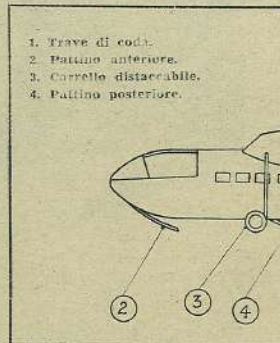 1. Trave di coda.
2. Pattino anteriore.
3. Carrello distaccabile.
4. Pattino posteriore.
2
3
4